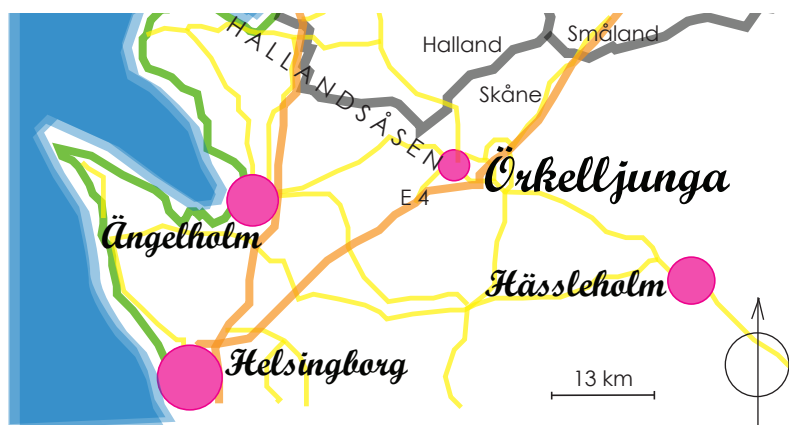 HALLANDSÅSEN
Halland
Småland
Skåne
Örkelljunga
E 4
Ängelholm
Hässleholm
Helsingborg
13 km